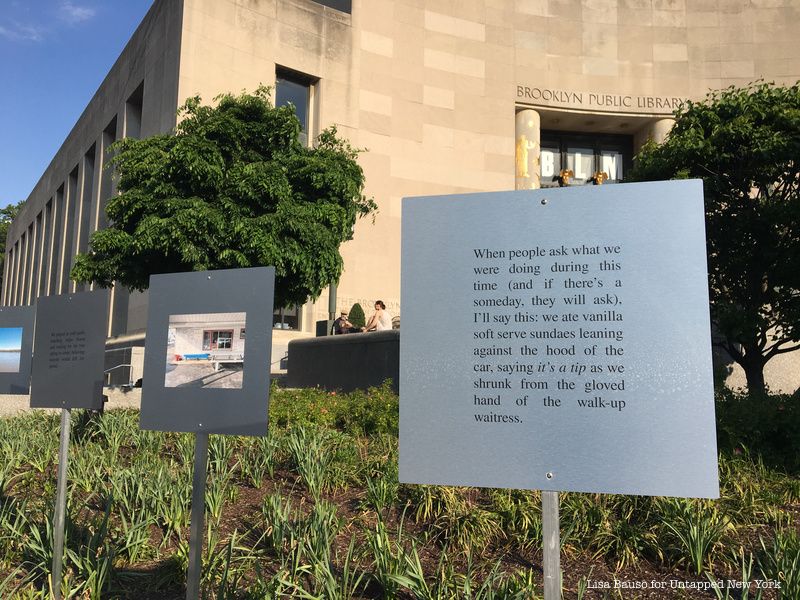 BROOKLYN PUBLIC LIBRARY
BLN
THE BROOKLYN
When people ask what we
were doing during this
time (and if there's a
someday, they will ask),
I'll say this: we ate vanilla
soft serve sundaes leaning
against the hood of the
car, saying it's a tip as we
shrunk from the gloved
hand of the walk-up
waitress.
Lisa Bauso for Untapped New York